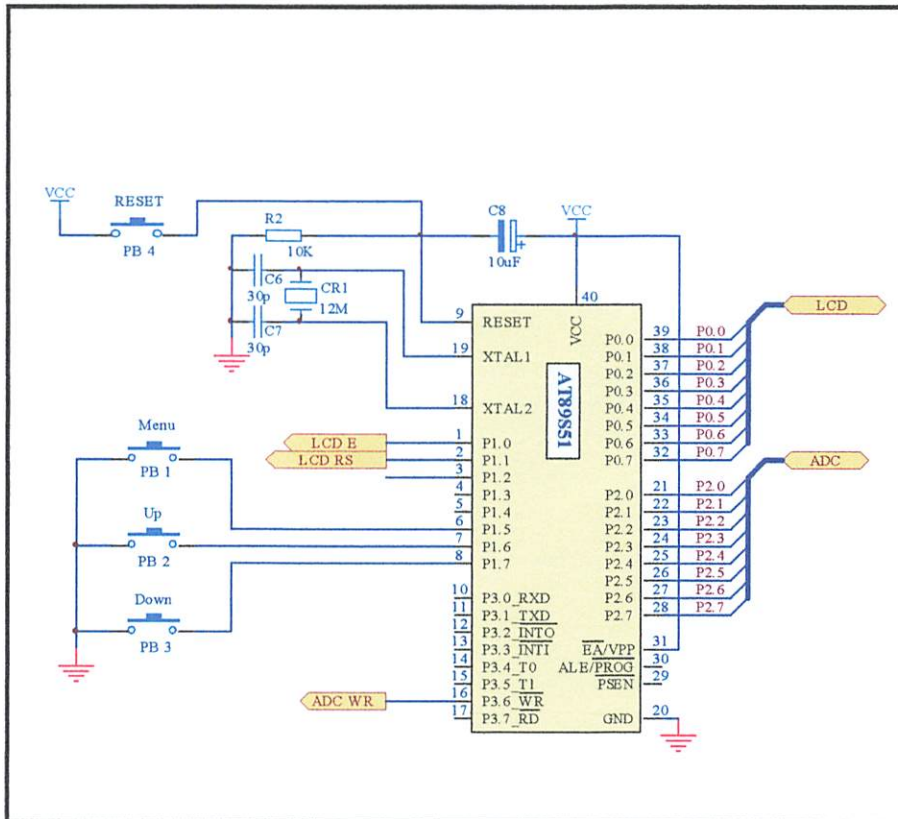 VCC
RESET
PB 4
R2
10K
C8
10uF
VCC
C6
30p
CR1
12M
C7
30p
40
VCC
AT89S51
9
RESET
19
XTAL1
18
XTAL2
LCD E
1
P1.0
LCD RS
2
P1.1
3
P1.2
4
P1.3
5
P1.4
6
P1.5
7
P1.6
8
P1.7
Menu
PB 1
Up
PB 2
Down
PB 3
10
P3.0_RXD
11
P3.1_TXD
12
P3.2_INTO
13
P3.3_INTI
14
P3.4_T0
15
P3.5_T1
ADC WR
16
P3.6_WR
17
P3.7_RD
P0.0
39
P0.0
P0.1
38
P0.1
P0.2
37
P0.2
P0.3
36
P0.3
P0.4
35
P0.4
P0.5
34
P0.5
P0.6
33
P0.6
P0.7
32
P0.7
LCD
P2.0
21
P2.0
P2.1
22
P2.1
P2.2
23
P2.2
P2.3
24
P2.3
P2.4
25
P2.4
P2.5
26
P2.5
P2.6
27
P2.6
P2.7
28
P2.7
ADC
EA/VPP
31
ALE/PROG
30
PSEN
29
GND
20